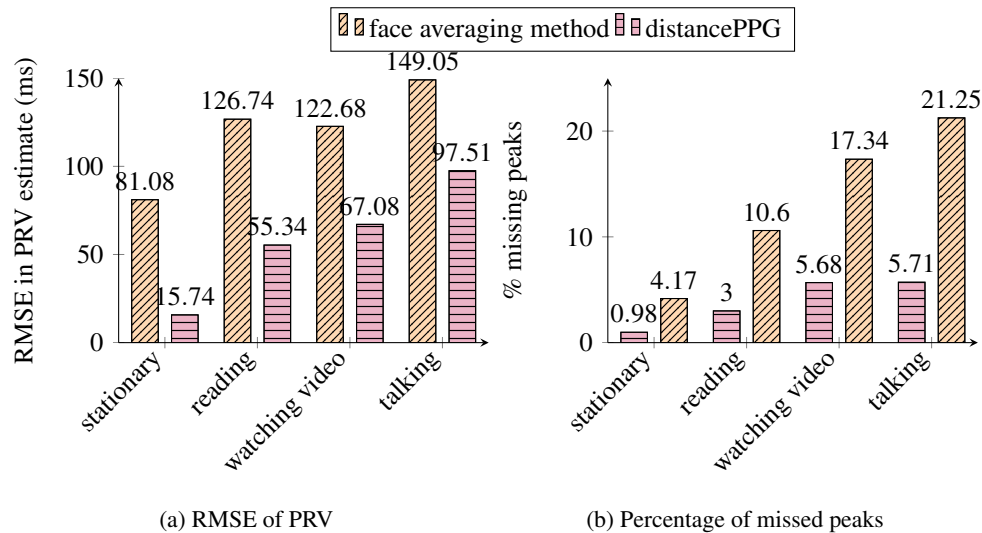 face averaging method distancePPG
RMSE in PRV estimate (ms)
150
100
50
0
81.08
15.74
126.74
55.34
122.68
67.08
149.05
97.51
stationary
reading
watching video
talking
(a) RMSE of PRV
% missing peaks
20
10
0
0.98
4.17
3
10.6
5.68
17.34
5.71
21.25
stationary
reading
watching video
talking
(b) Percentage of missed peaks